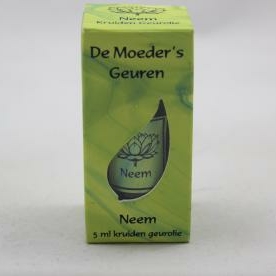 Neem
Kruiden Geurolie
De Moeder's
Geuren
Neem
Neem
5 ml kruiden geurolie